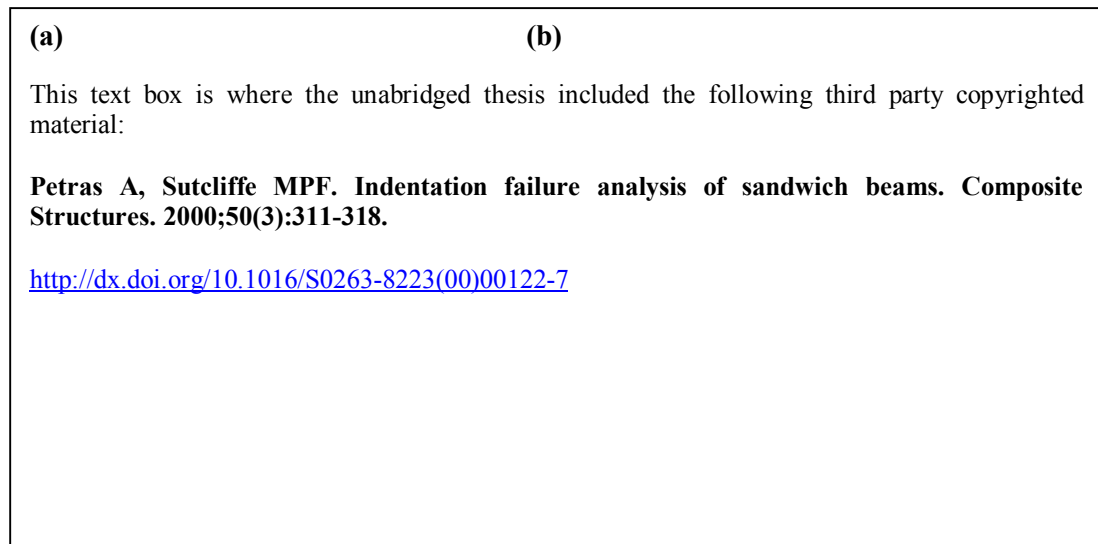 (a) (b)
This text box is where the unabridged thesis included the following third party copyrighted
material:
Petras A, Sutcliffe MPF. Indentation failure analysis of sandwich beams. Composite
Structures. 2000;50(3):311-318.
http://dx.doi.org/10.1016/S0263-8223(00)00122-7